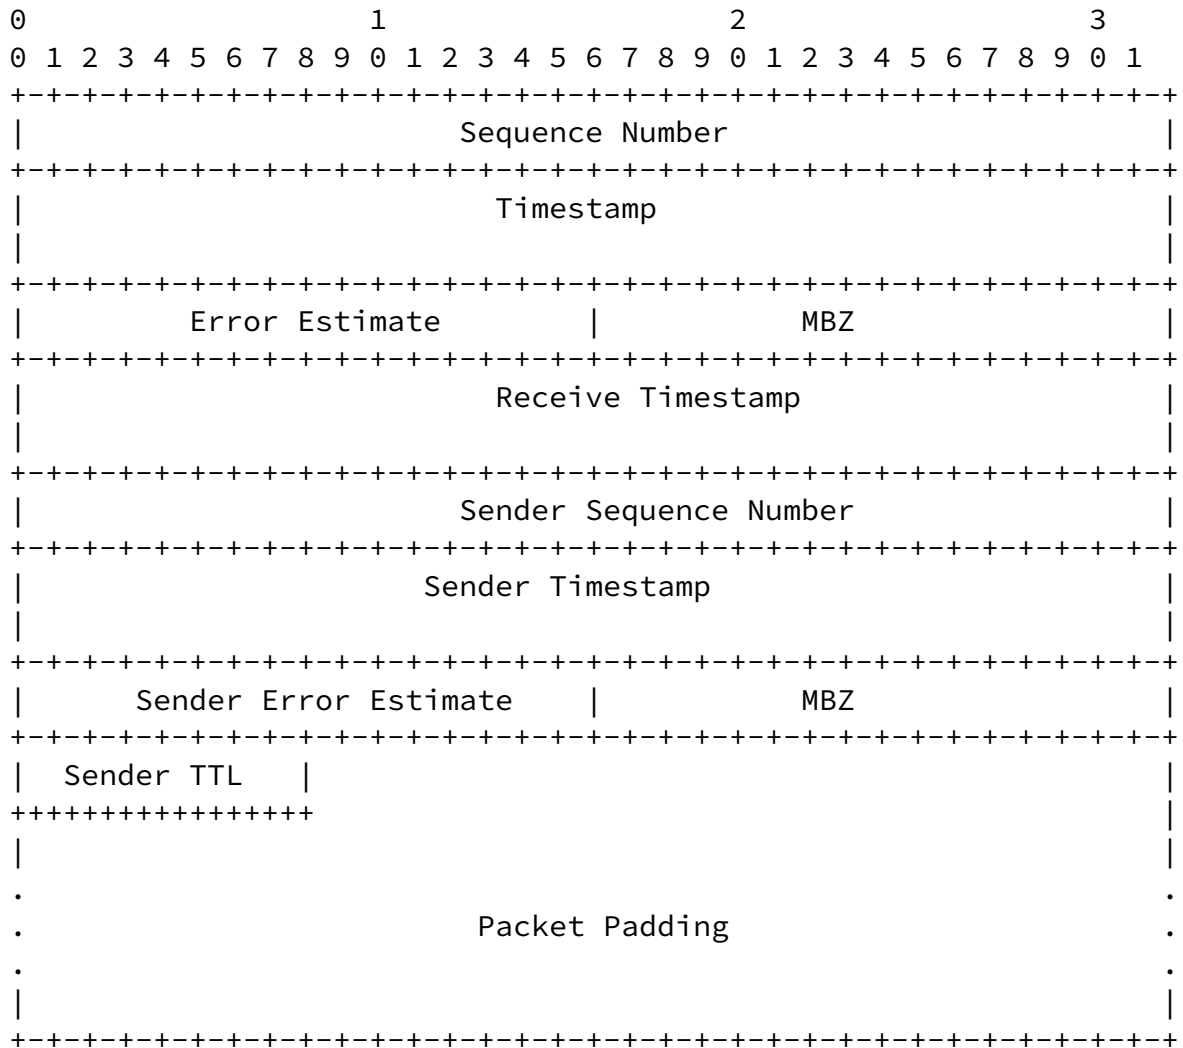 0                   1                   2                   3
0 1 2 3 4 5 6 7 8 9 0 1 2 3 4 5 6 7 8 9 0 1 2 3 4 5 6 7 8 9 0 1
+-+-+-+-+-+-+-+-+-+-+-+-+-+-+-+-+-+-+-+-+-+-+-+-+-+-+-+-+-+-+-+-+
|                        Sequence Number                        |
+-+-+-+-+-+-+-+-+-+-+-+-+-+-+-+-+-+-+-+-+-+-+-+-+-+-+-+-+-+-+-+-+
|                          Timestamp                            |
|                                                               |
+-+-+-+-+-+-+-+-+-+-+-+-+-+-+-+-+-+-+-+-+-+-+-+-+-+-+-+-+-+-+-+-+
|         Error Estimate        |           MBZ                 |
+-+-+-+-+-+-+-+-+-+-+-+-+-+-+-+-+-+-+-+-+-+-+-+-+-+-+-+-+-+-+-+-+
|                          Receive Timestamp                    |
|                                                               |
+-+-+-+-+-+-+-+-+-+-+-+-+-+-+-+-+-+-+-+-+-+-+-+-+-+-+-+-+-+-+-+-+
|                        Sender Sequence Number                 |
+-+-+-+-+-+-+-+-+-+-+-+-+-+-+-+-+-+-+-+-+-+-+-+-+-+-+-+-+-+-+-+-+
|                      Sender Timestamp                         |
|                                                               |
+-+-+-+-+-+-+-+-+-+-+-+-+-+-+-+-+-+-+-+-+-+-+-+-+-+-+-+-+-+-+-+-+
|      Sender Error Estimate    |           MBZ                 |
+-+-+-+-+-+-+-+-+-+-+-+-+-+-+-+-+-+-+-+-+-+-+-+-+-+-+-+-+-+-+-+-+
|  Sender TTL   |                                               |
+++++++++++++++++                                               |
|                                                               |
.                                                               .
.                         Packet Padding                        .
.                                                               .
|                                                               |
+-+-+-+-+-+-+-+-+-+-+-+-+-+-+-+-+-+-+-+-+-+-+-+-+-+-+-+-+-+-+-+-+